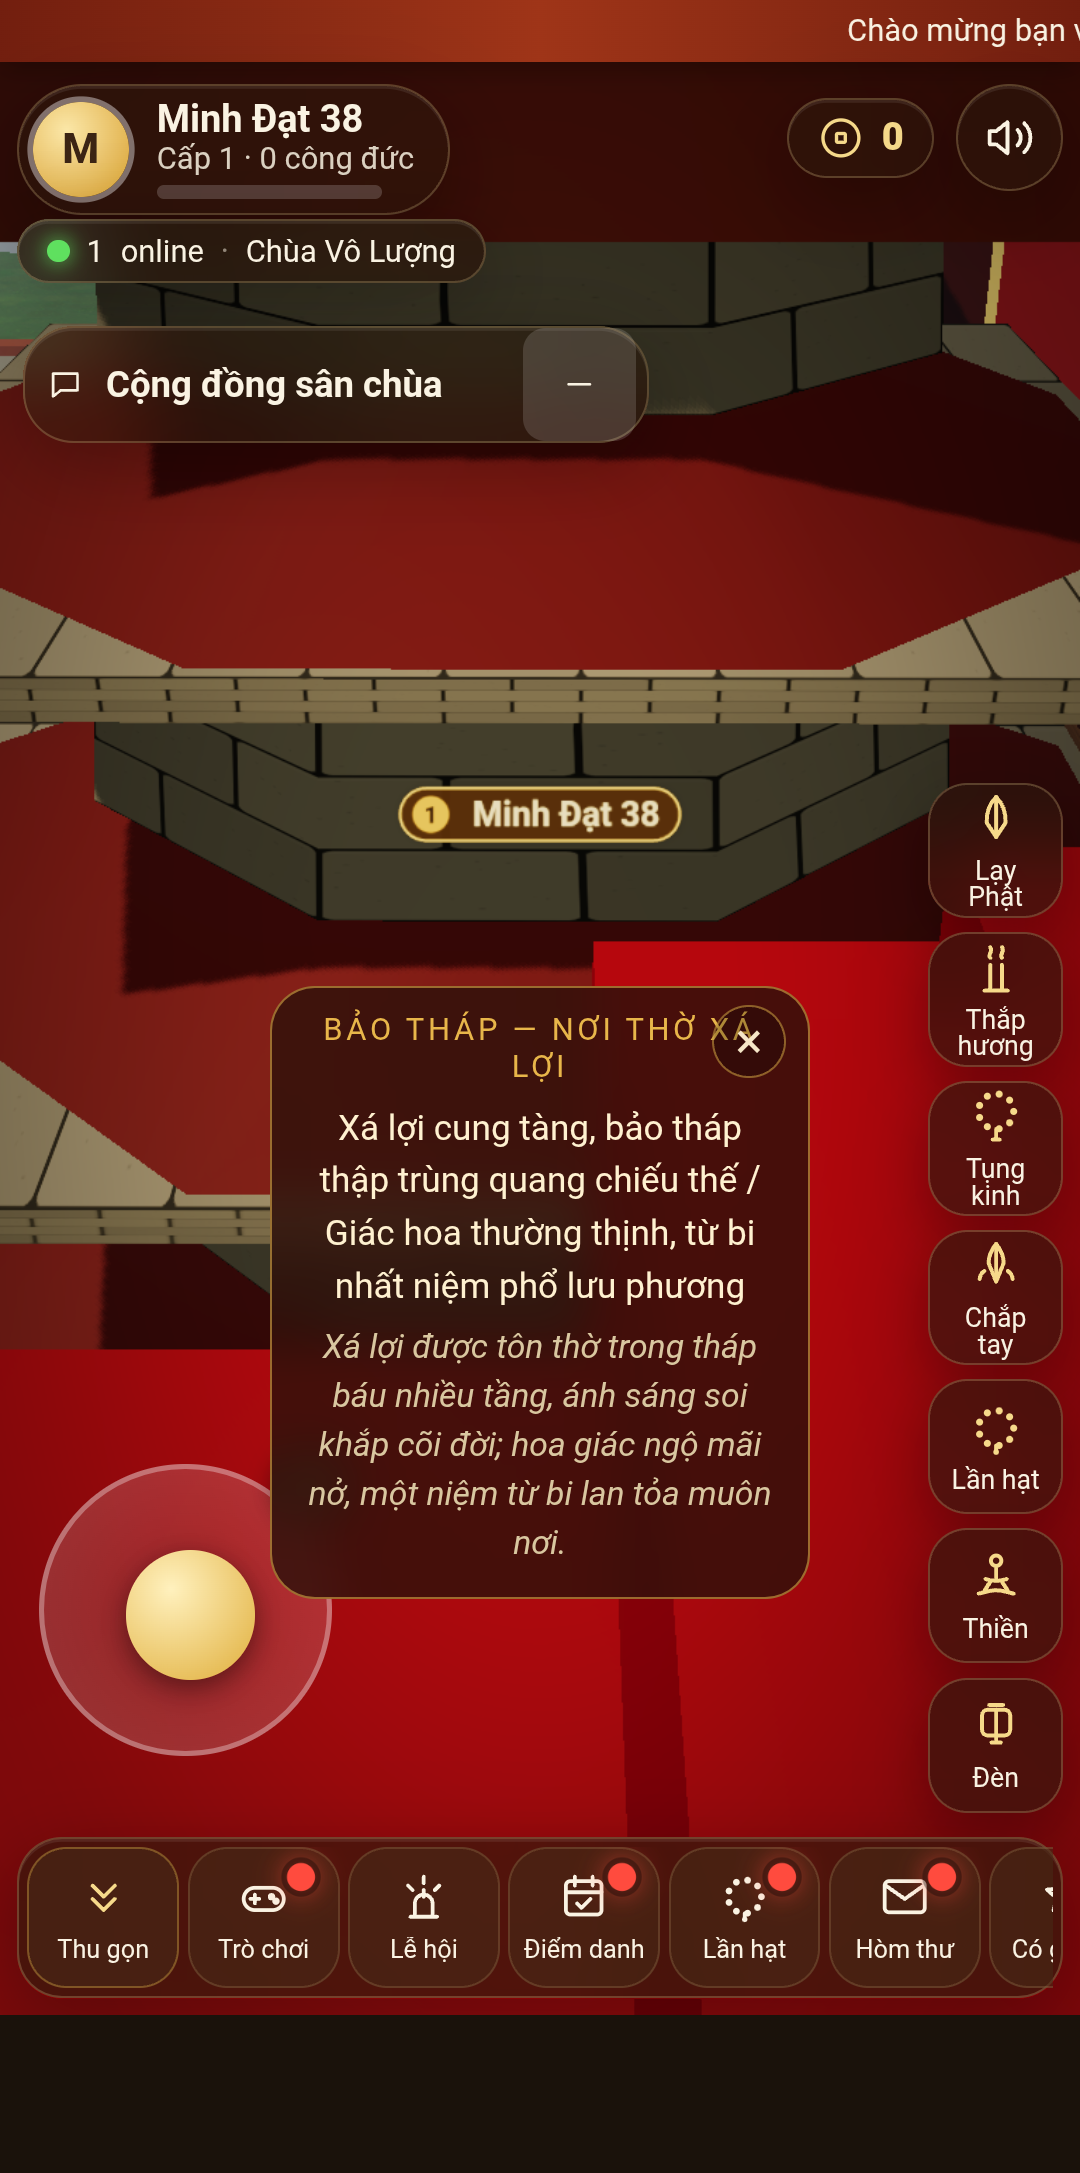 Chào mừng bạn
M
Minh Đạt 38
Cấp 1 · 0 công đức
0
1 online · Chùa Vô Lượng
Cộng đồng sân chùa
1 Minh Đạt 38
Lạy
Phật
Thắp
hương
Tụng
kinh
Chắp
tay
Lần hạt
Thiền
Đèn
BẢO THÁP — NƠI THỜ XÁ
LỢI
Xá lợi cung tàng, bảo tháp
thập trùng quang chiếu thế /
Giác hoa thường thịnh, từ bi
nhất niệm phổ lưu phương
Xá lợi được tôn thờ trong tháp
báu nhiều tầng, ánh sáng soi
khắp cõi đời; hoa giác ngộ mãi
nở, một niệm từ bi lan tỏa muôn
nơi.
Thu gọn
Trò chơi
Lễ hội
Điểm danh
Lần hạt
Hòm thư
Có